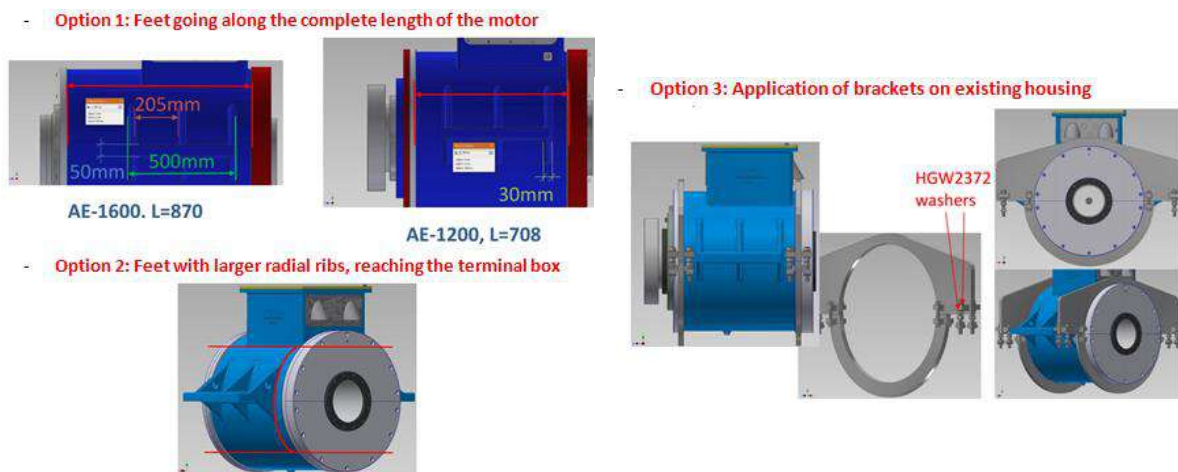 - Option 1: Feet going along the complete length of the motor
205mm
500mm
50mm
AE-1600. L=870
30mm
AE-1200, L=708
- Option 2: Feet with larger radial ribs, reaching the terminal box
- Option 3: Application of brackets on existing housing
HGW2372
washers